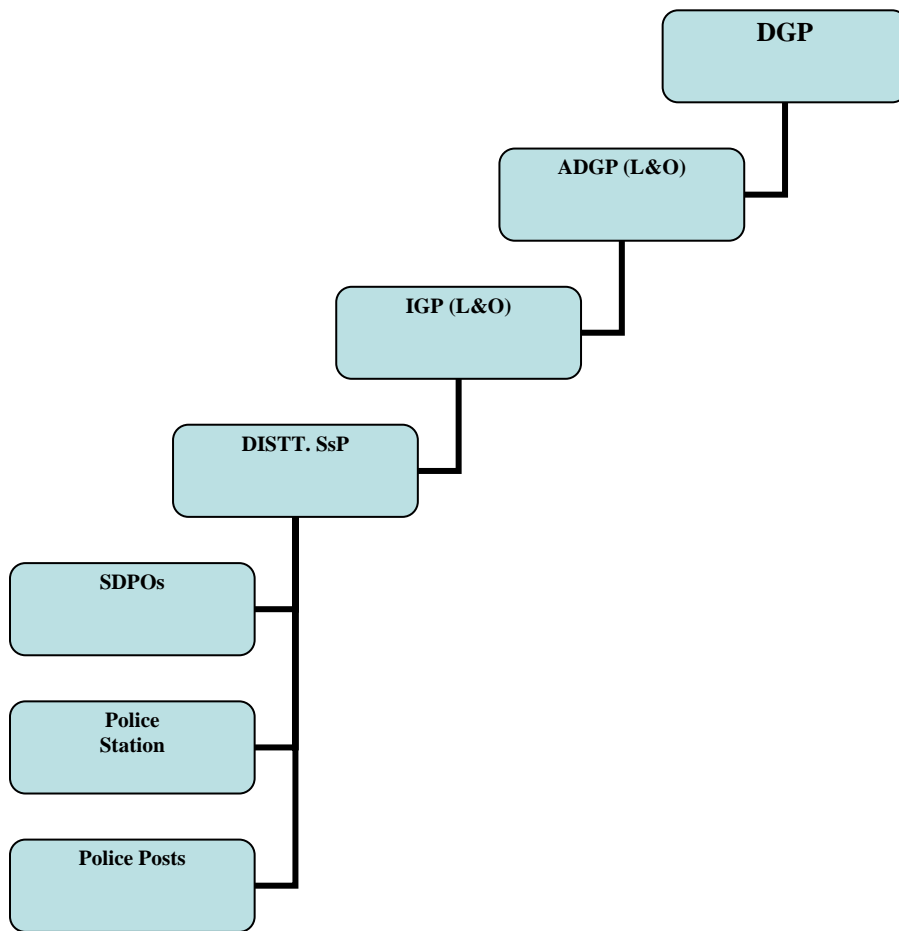 DGP
ADGP (L&O)
IGP (L&O)
DISTT. SsP
SDPOs
Police
Station
Police Posts